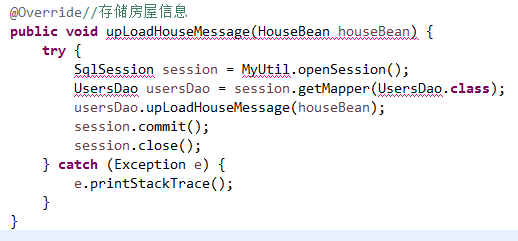 @Override//存储房屋信息
public void upLoadHouseMessage(HouseBean houseBean) {
    try {
        SqlSession session = MyUtil.openSession();
        UsersDao usersDao = session.getMapper(UsersDao.class);
        usersDao.upLoadHouseMessage(houseBean);
        session.commit();
        session.close();
    } catch (Exception e) {
        e.printStackTrace();
    }
}